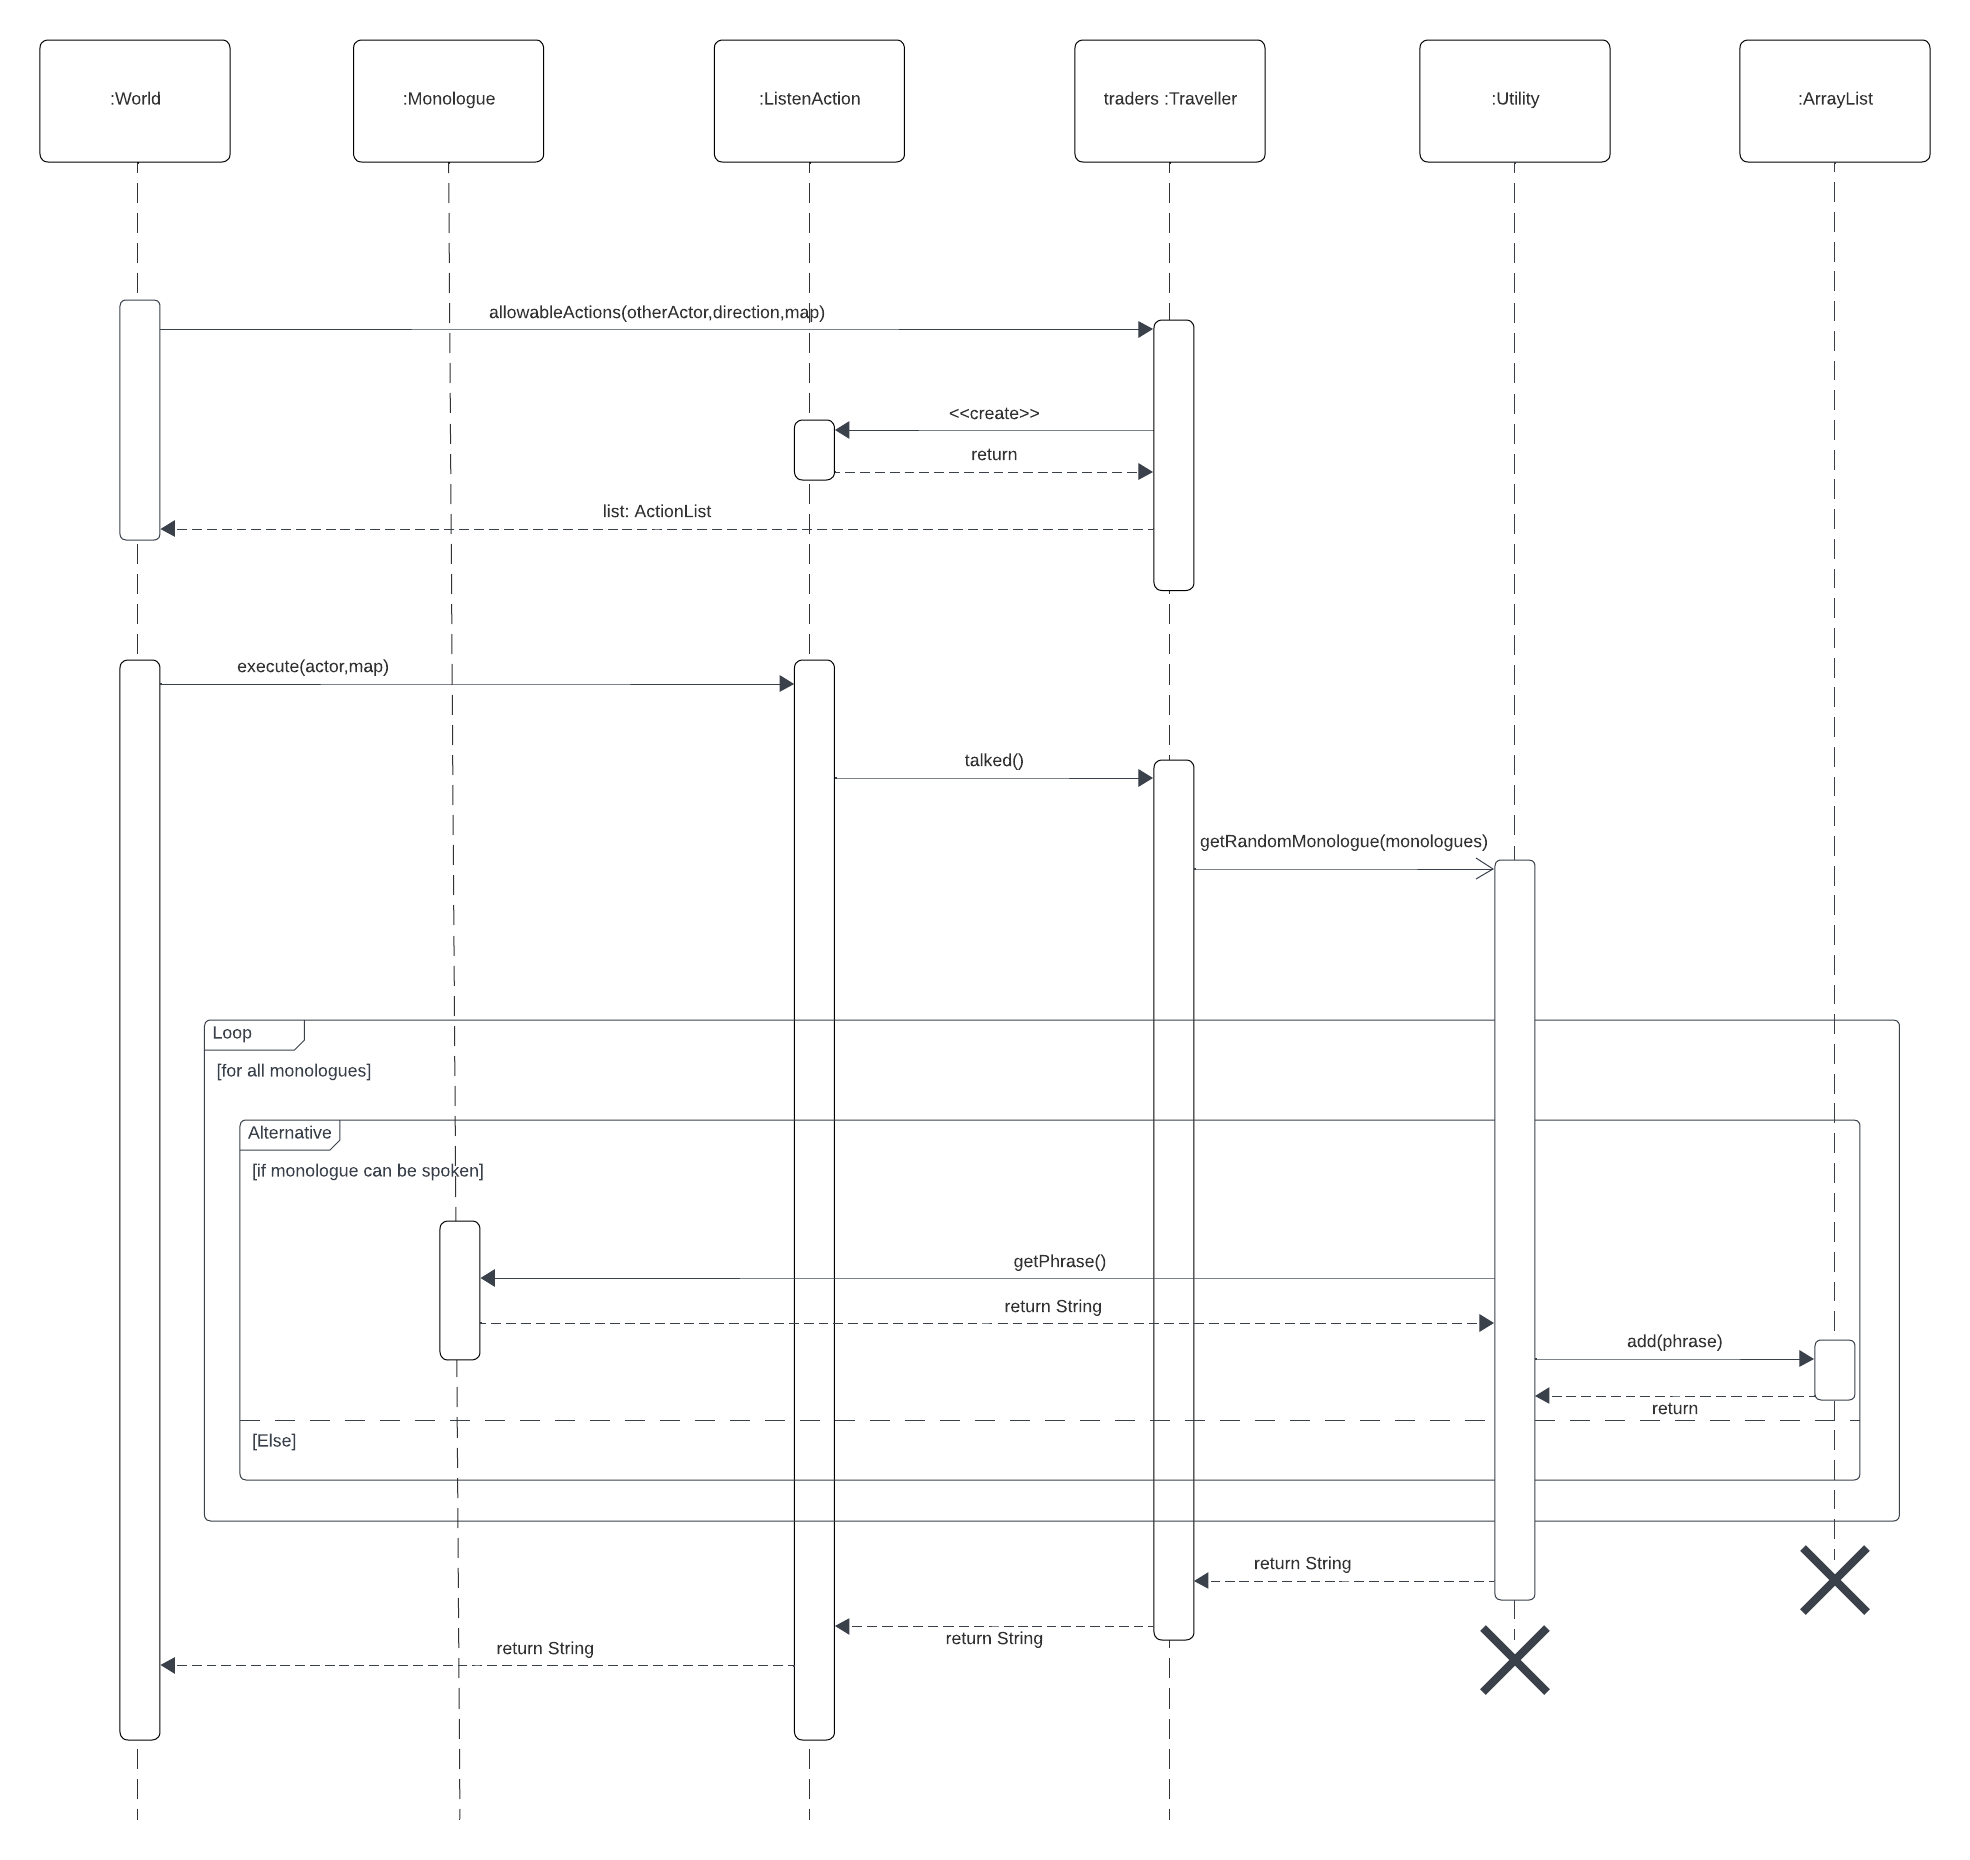 :World
:Monologue
:ListenAction
traders :Traveller
:Utility
:ArrayList
allowableActions(otherActor,direction,map)
<<create>>
return
list: ActionList
execute(actor,map)
talked()
getRandomMonologue(monologues)
Loop
[for all monologues]
Alternative
[if monologue can be spoken]
getPhrase()
return String
add(phrase)
return
[Else]
return String
return String
return String